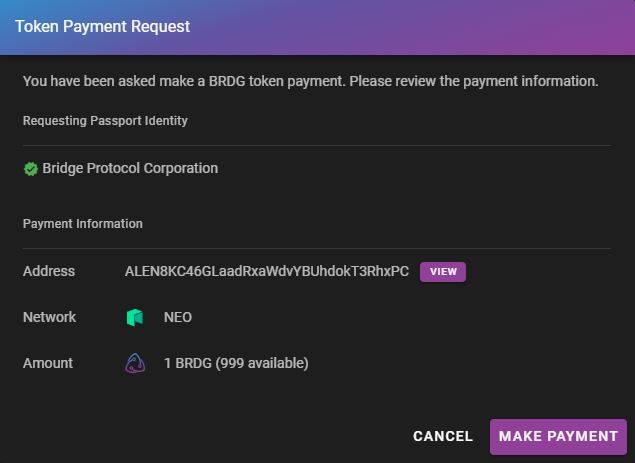 Token Payment Request
You have been asked make a BRDG token payment. Please review the payment information.
Requesting Passport Identity
Bridge Protocol Corporation
Payment Information
Address ALEN8KC46GLaadRxaWdvYBUhdokT3RhxPC VIEW
Network NEO
Amount 1 BRDG (999 available)
CANCEL MAKE PAYMENT